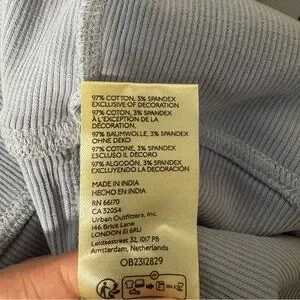 97% COTTON, 3% SPANDEX
EXCLUSIVE OF DECORATION
97% COTON, 3% SPANDEX
À L'EXCEPTION DE LA
DÉCORATION.
97% BAUMWOLLE, 3% SPANDEX
OHNE DEKO
97% COTONE, 3% SPANDEX
ESCLUSO IL DECORO
97% ALGODÓN, 3% SPANDEX
EXCLUYENDO LA DECORACIÓN
MADE IN INDIA
HECHO EN INDIA
RN 66170
CA 32054
Urban Outfitters, Inc.
146 Brick Lane
LONDON E1 6RU
Leidsestraat 32, 1017 PB
Amsterdam, Netherlands
OB2312829